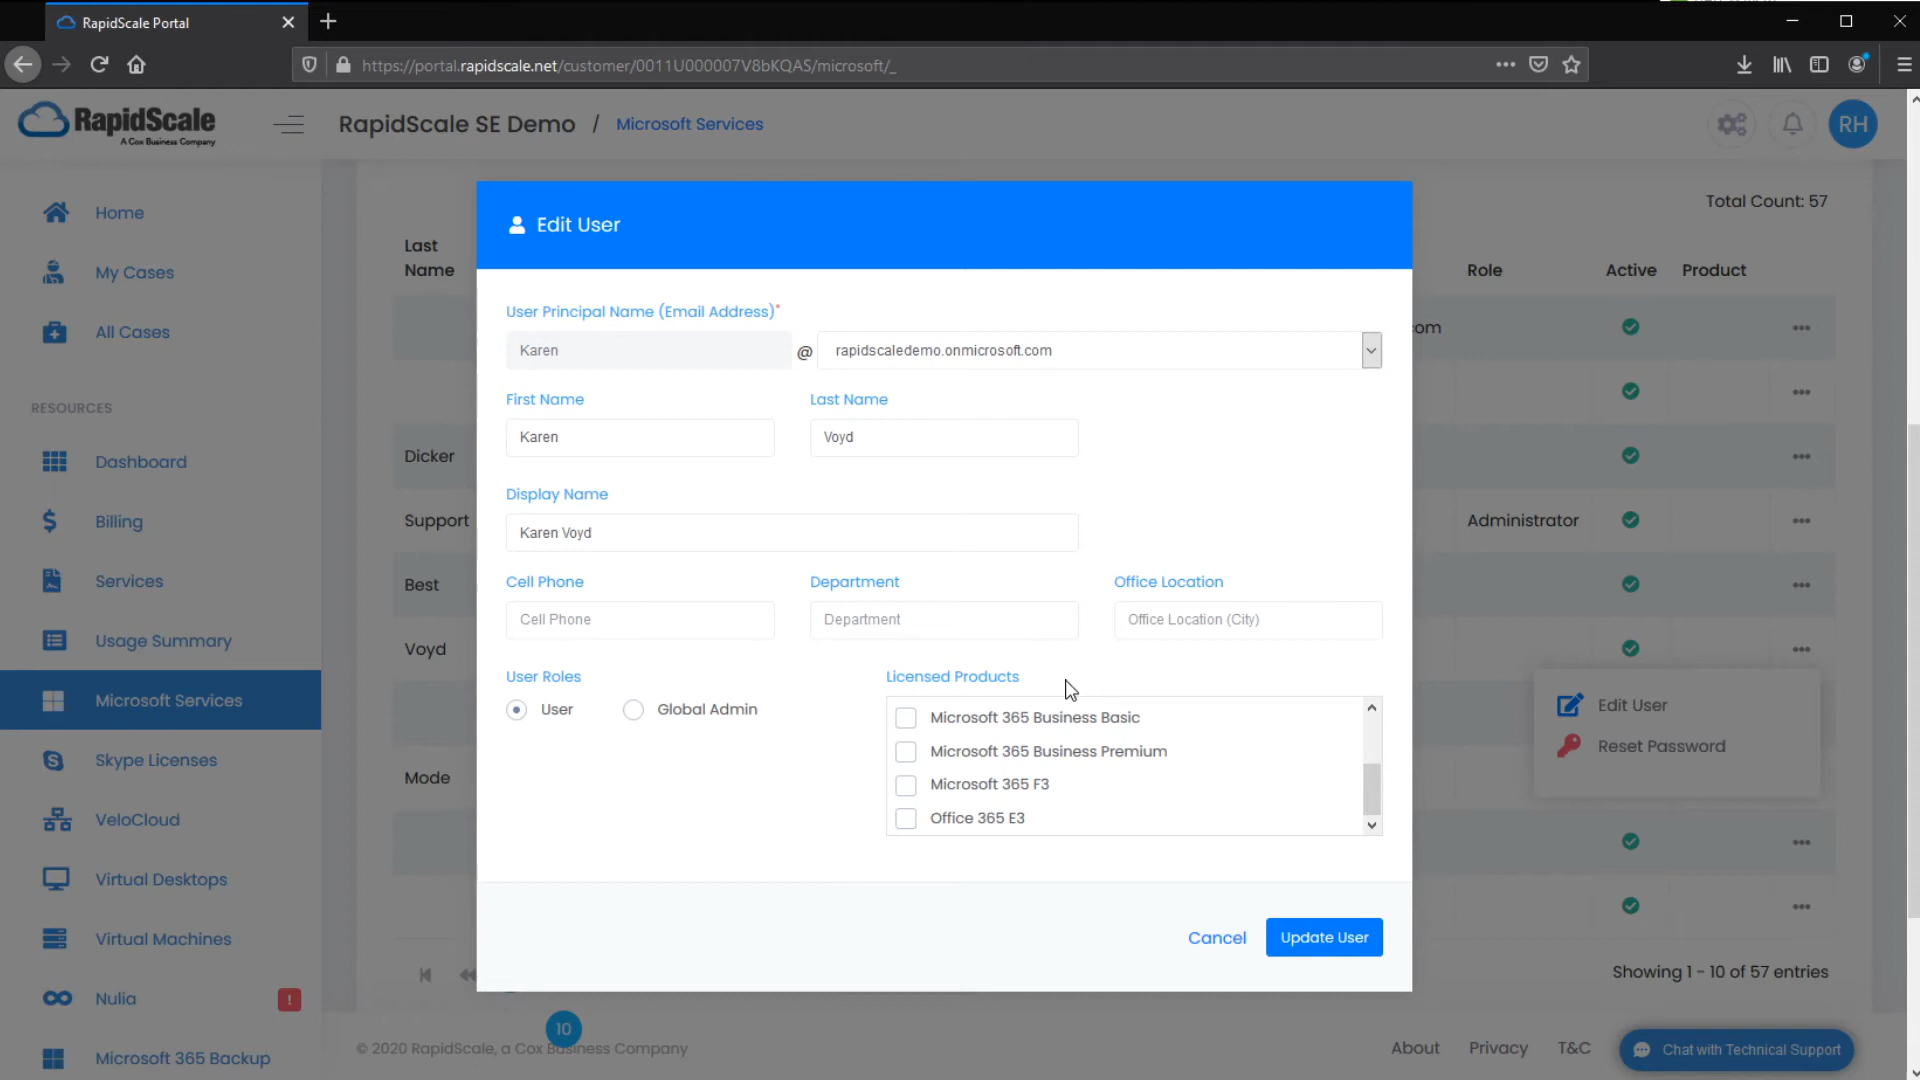 RapidScale Portal
https://portal.rapidscale.net/customer/0011U000007V8bKQAS/microsoft/_
RapidScale
A Cox Business Company
RapidScale SE Demo / Microsoft Services
RH
Home
My Cases
All Cases
RESOURCES
Dashboard
Billing
Services
Usage Summary
Microsoft Services
Skype Licenses
VeloCloud
Virtual Desktops
Virtual Machines
Nulia !
Microsoft 365 Backup
Total Count: 57
Last
Name
Role Active Product
om
Dicker
Support
Administrator
Best
Voyd
Mode
Edit User
Reset Password
Edit User
User Principal Name (Email Address)*
Karen @ rapidscaledemo.onmicrosoft.com
First Name Last Name
Karen Voyd
Display Name
Karen Voyd
Cell Phone Department Office Location
Cell Phone Department Office Location (City)
User Roles Licensed Products
User Global Admin
Microsoft 365 Business Basic
Microsoft 365 Business Premium
Microsoft 365 F3
Office 365 E3
Cancel Update User
Showing 1 - 10 of 57 entries
10
© 2020 RapidScale, a Cox Business Company
About Privacy T&C Chat with Technical Support